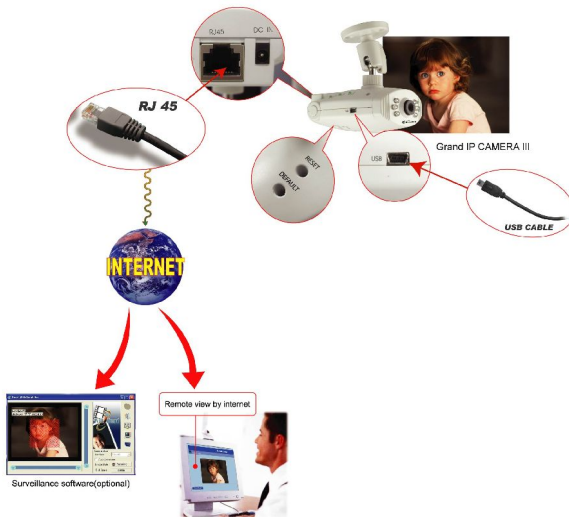 RJ45
DC IN
RJ 45
Grand IP CAMERA III
RESET
DEFAULT
USB
USB CABLE
INTERNET
Remote view by internet
Surveillance software(optional)